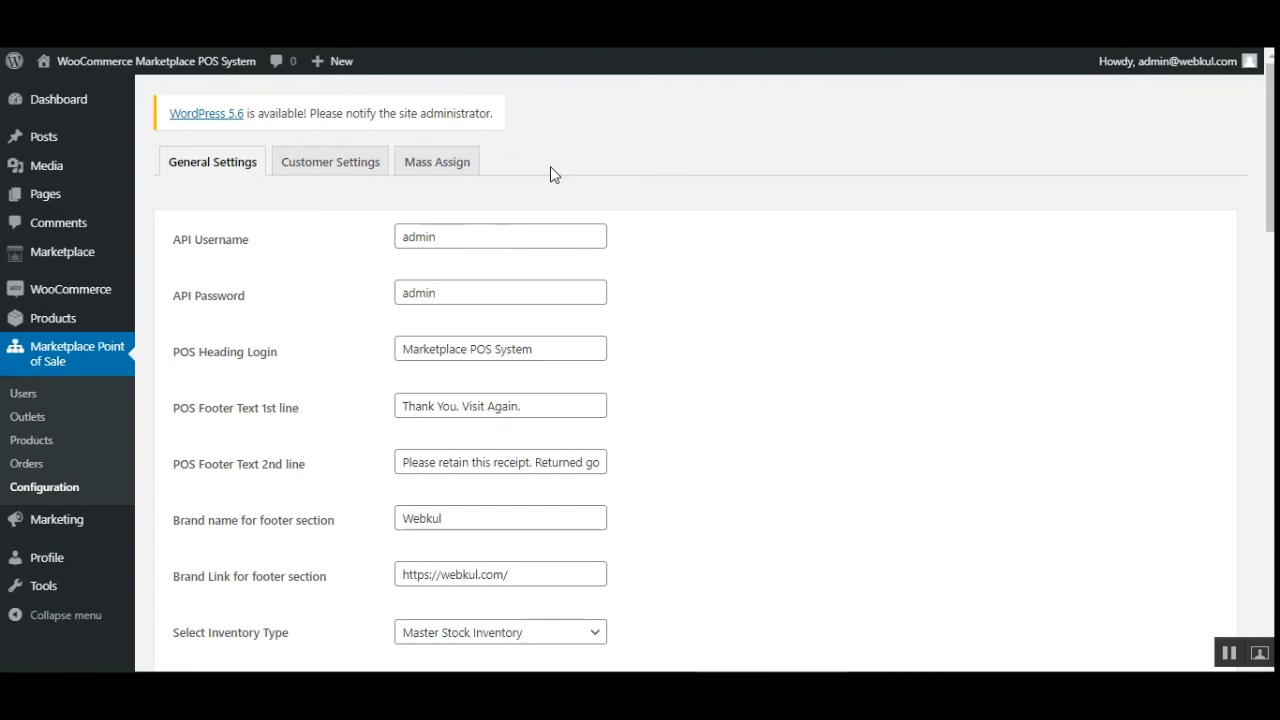 WooCommerce Marketplace POS System 0 New Howdy, admin@webkul.com
Dashboard
Posts
Media
Pages
Comments
Marketplace
WooCommerce
Products
Marketplace Point
of Sale
Users
Outlets
Products
Orders
Configuration
Marketing
Profile
Tools
Collapse menu
WordPress 5.6 is available! Please notify the site administrator.
General Settings Customer Settings Mass Assign
API Username admin
API Password admin
POS Heading Login Marketplace POS System
POS Footer Text 1st line Thank You. Visit Again.
POS Footer Text 2nd line Please retain this receipt. Returned go
Brand name for footer section Webkul
Brand Link for footer section https://webkul.com/
Select Inventory Type Master Stock Inventory